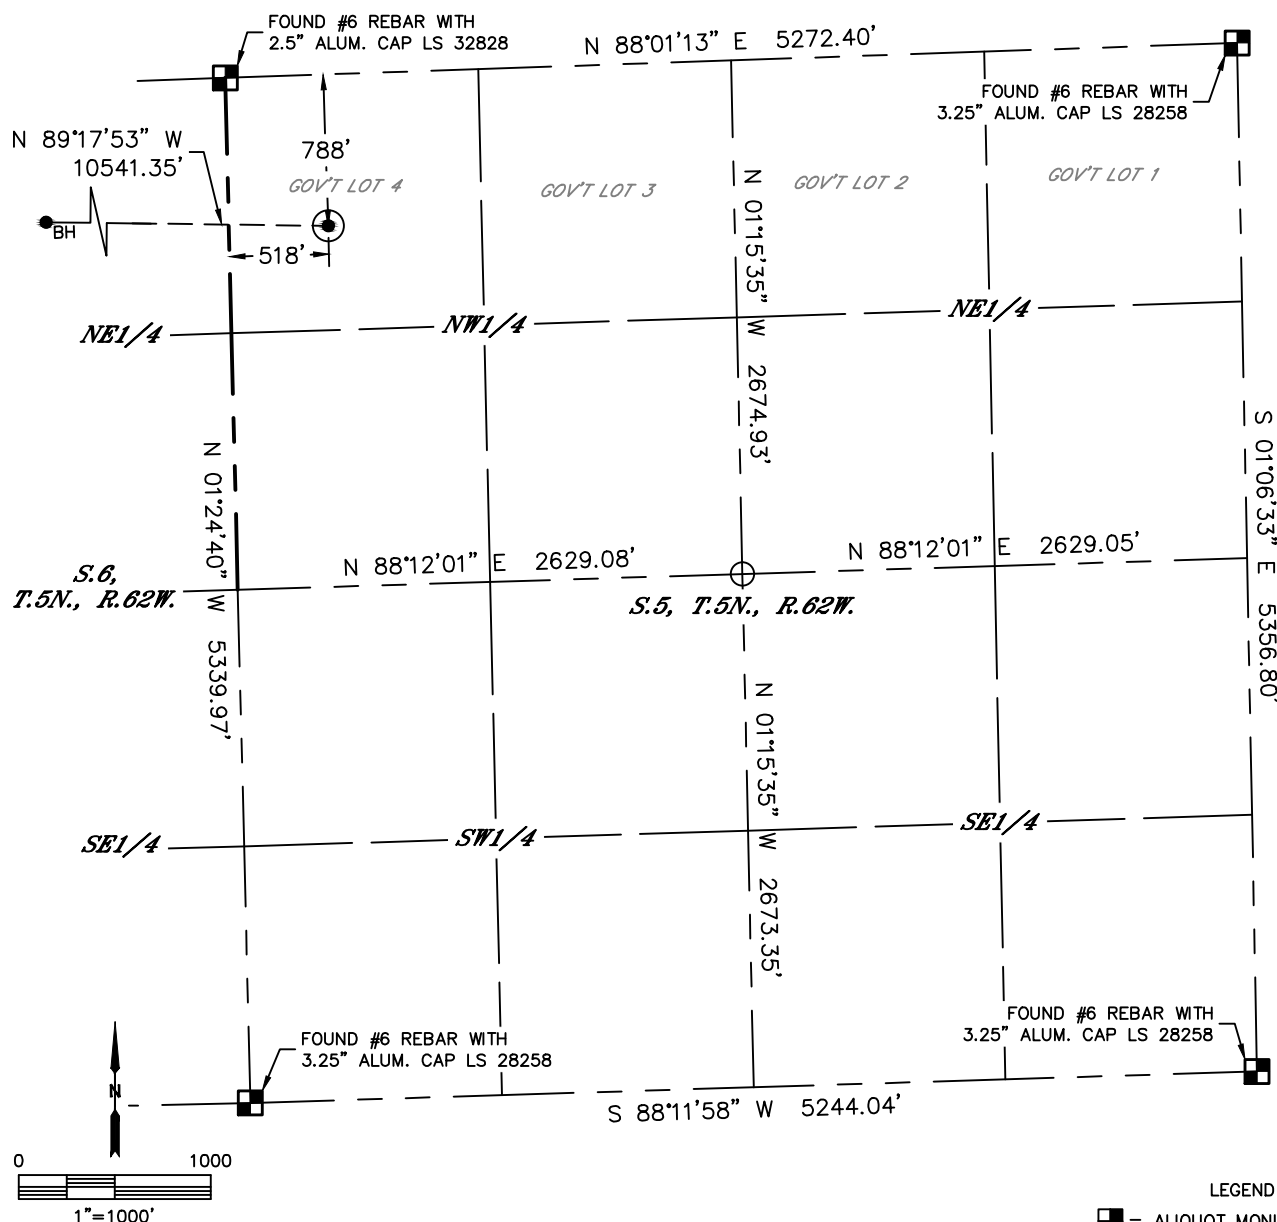 FOUND #6 REBAR WITH
2.5" ALUM. CAP LS 32828
N 88°01'13" E 5272.40'
FOUND #6 REBAR WITH
3.25" ALUM. CAP LS 28258
N 89°17'53" W
10541.35'
788'
GOV'T LOT 4
GOV'T LOT 3
GOV'T LOT 2
GOV'T LOT 1
BH
518'
N 01°15'35" W 2674.93'
NE1/4
NW1/4
NE1/4
N 01°24'40" W 5339.97'
S 01°06'33" E 5356.80'
N 88°12'01" E 2629.08'
N 88°12'01" E 2629.05'
S.6,
T.5N., R.62W.
S.5, T.5N., R.62W.
N 01°15'35" W 2673.35'
SE1/4
SW1/4
SE1/4
FOUND #6 REBAR WITH
3.25" ALUM. CAP LS 28258
FOUND #6 REBAR WITH
3.25" ALUM. CAP LS 28258
N
S 88°11'58" W 5244.04'
0 1000
1"=1000'
LEGEND
= ALIQUOT